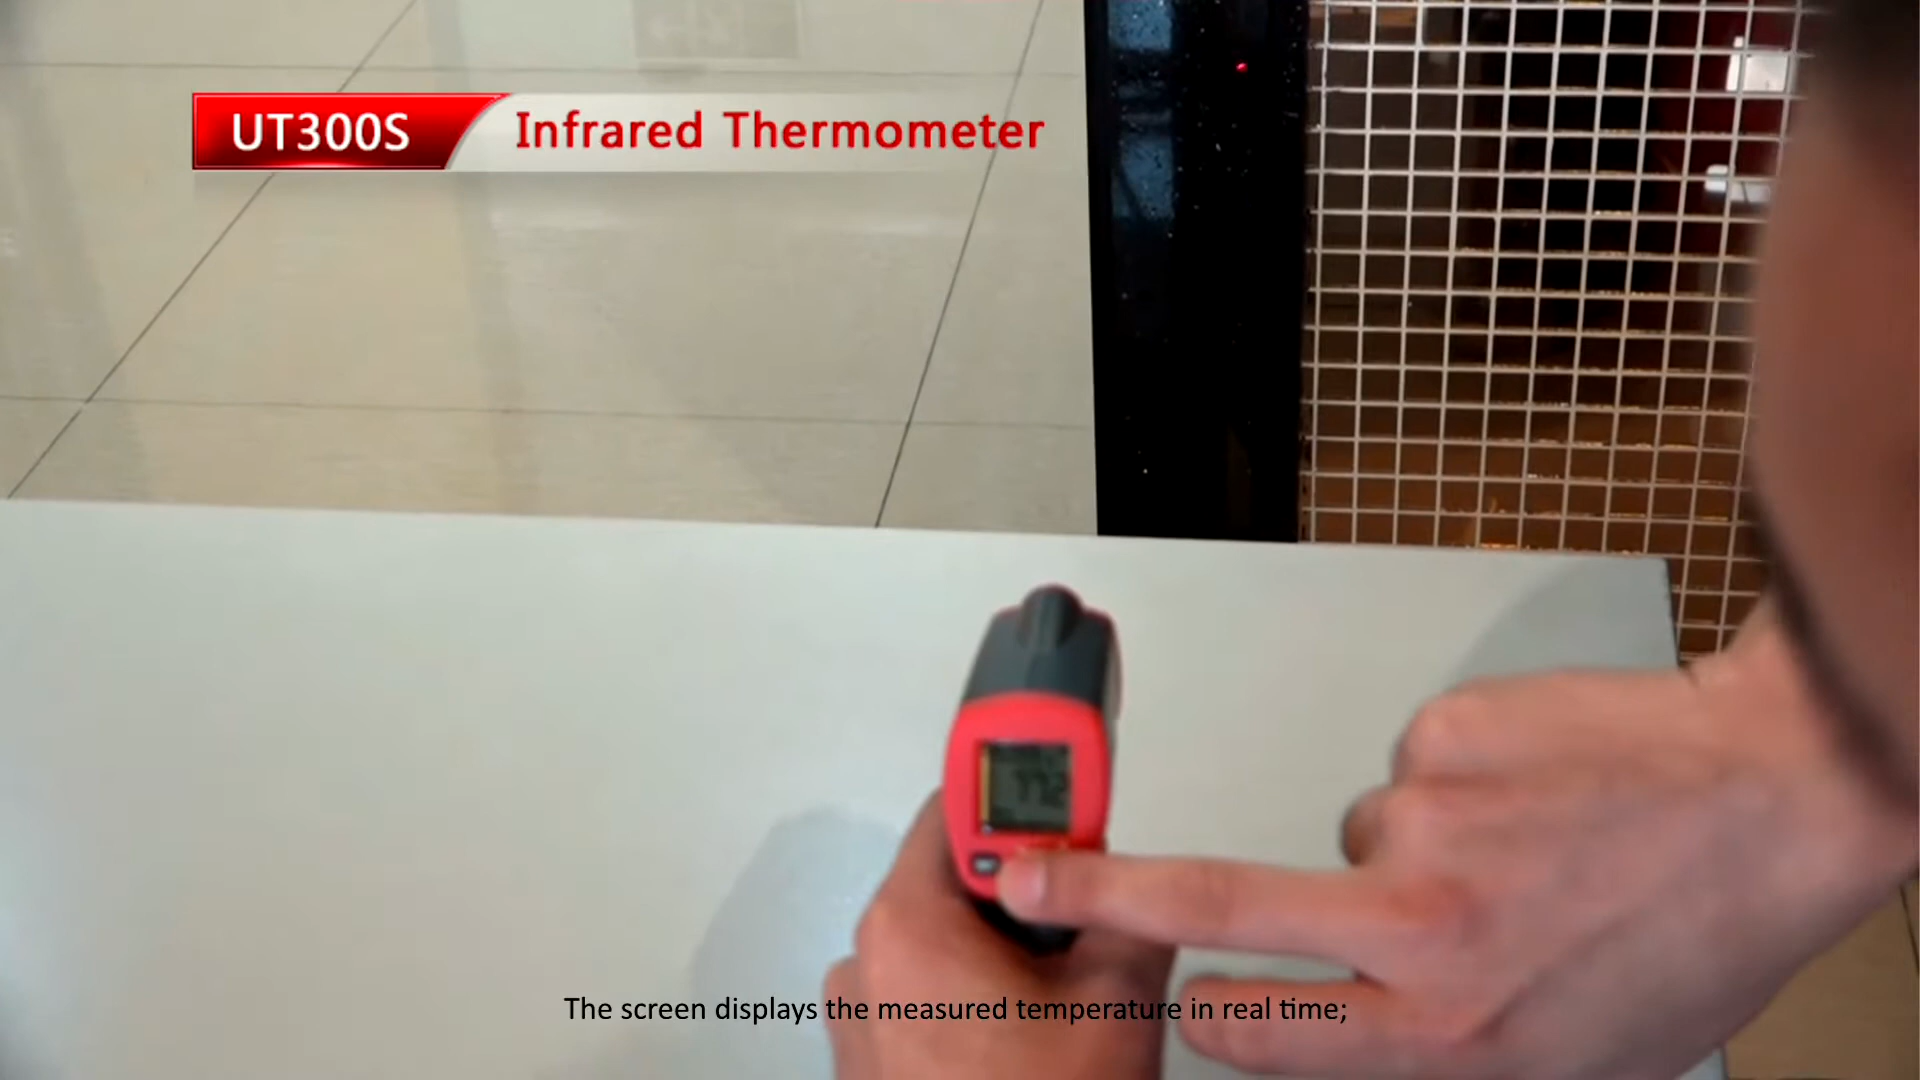 UT300S Infrared Thermometer
The screen displays the measured temperature in real time;